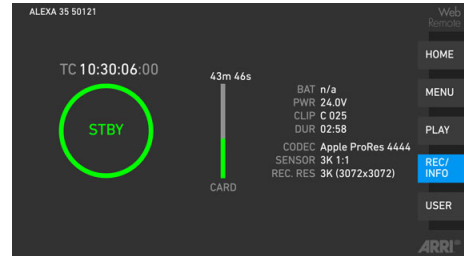 ALEXA 35 50121
Web
Remote
TC 10:30:06:00
STBY
43m 46s
CARD
BAT n/a
PWR 24.0V
CLIP C 025
DUR 02:58
CODEC Apple ProRes 4444
SENSOR 3K 1:1
REC. RES 3K (3072x3072)
HOME
MENU
PLAY
REC/
INFO
USER
ARRI®